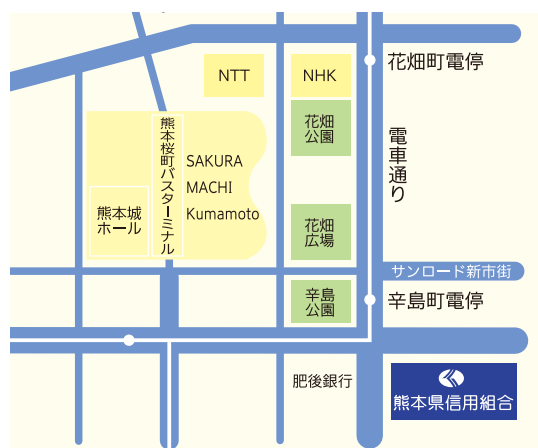 花畑町電停
NTT
NHK
花畑
公園
電車通り
熊本桜町バスターミナル
SAKURA
MACHI
Kumamoto
熊本城
ホール
花畑
広場
サンロード新市街
辛島
公園
辛島町電停
肥後銀行
熊本県信用組合